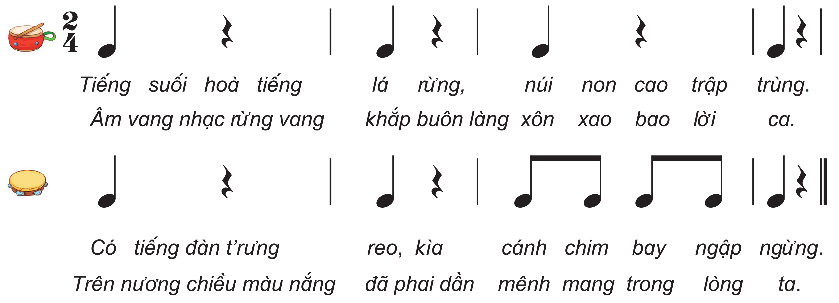 2
4
Tiếng suối hoà tiếng lá rừng, núi non cao trập trùng.
Âm vang nhạc rừng vang khắp buôn làng xôn xao bao lời ca.
Có tiếng đàn t’rưng reo, kìa cánh chim bay ngập ngừng.
Trên nương chiều màu nắng đã phai dần mênh mang trong lòng ta.